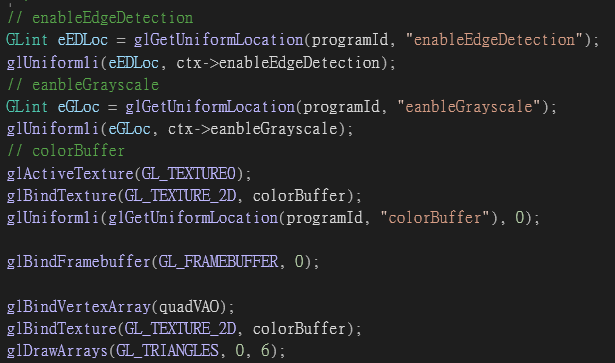 // enableEdgeDetection
GLint eEDLoc = glGetUniformLocation(programId, "enableEdgeDetection");
glUniform1i(eEDLoc, ctx->enableEdgeDetection);
// eanbleGrayscale
GLint eGLoc = glGetUniformLocation(programId, "eanbleGrayscale");
glUniform1i(eGLoc, ctx->eanbleGrayscale);
// colorBuffer
glActiveTexture(GL_TEXTURE0);
glBindTexture(GL_TEXTURE_2D, colorBuffer);
glUniform1i(glGetUniformLocation(programId, "colorBuffer"), 0);
glBindFramebuffer(GL_FRAMEBUFFER, 0);
glBindVertexArray(quadVAO);
glBindTexture(GL_TEXTURE_2D, colorBuffer);
glDrawArrays(GL_TRIANGLES, 0, 6);